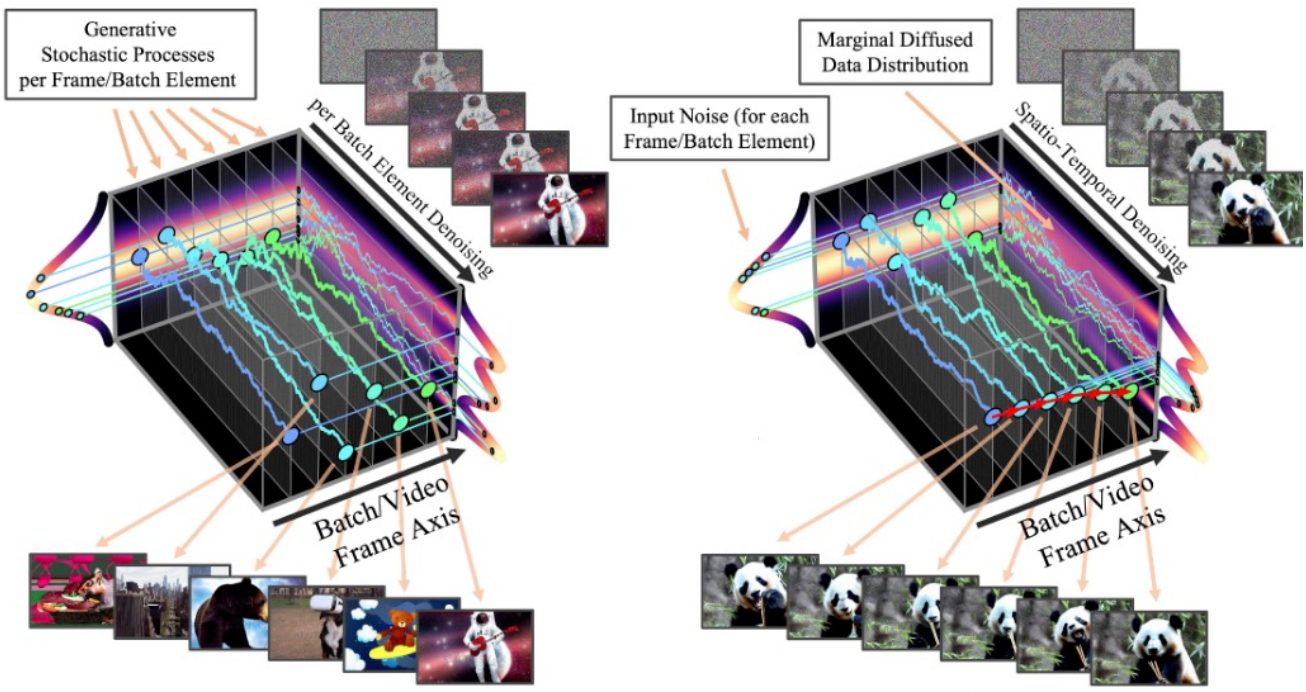 Generative
Stochastic Processes
per Frame/Batch Element
per Batch Element Denoising
Batch/Video
Frame Axis
Input Noise (for each
Frame/Batch Element)
Marginal Diffused
Data Distribution
Spatio-Temporal Denoising
Batch/Video
Frame Axis